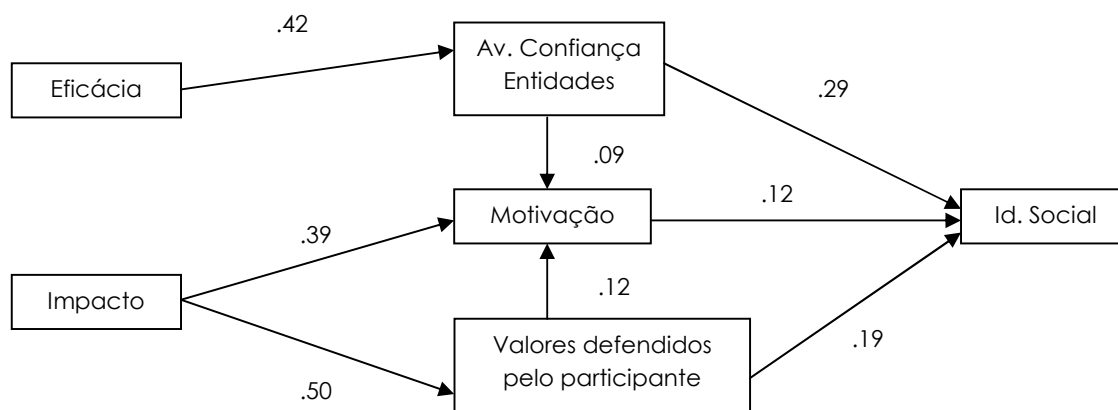 .42
Av. Confiança
Entidades
Eficácia
.29
.09
Motivação
.12
Id. Social
.39
Impacto
.12
Valores defendidos
pelo participante
.19
.50